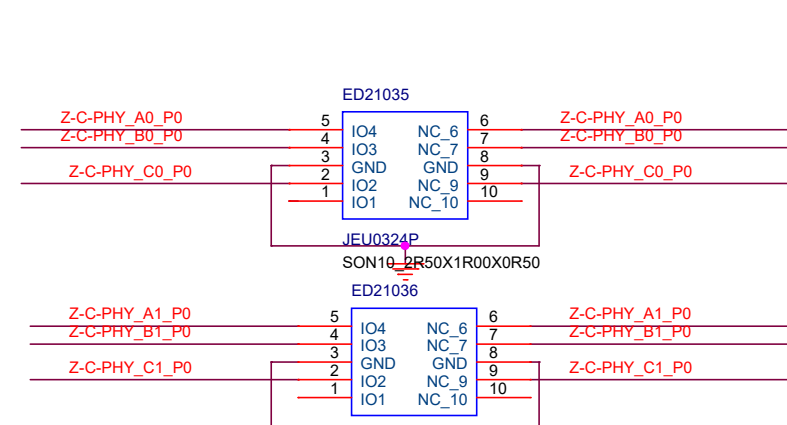 ED21035
Z-C-PHY_A0_P0 5 IO4 NC_6 6 Z-C-PHY_A0_P0
Z-C-PHY_B0_P0 4 IO3 NC_7 7 Z-C-PHY_B0_P0
3 GND GND 8
Z-C-PHY_C0_P0 2 IO2 NC_9 9 Z-C-PHY_C0_P0
1 IO1 NC_10 10
JEU0324P
SON10_2R50X1R00X0R50
ED21036
Z-C-PHY_A1_P0 5 IO4 NC_6 6 Z-C-PHY_A1_P0
Z-C-PHY_B1_P0 4 IO3 NC_7 7 Z-C-PHY_B1_P0
3 GND GND 8
Z-C-PHY_C1_P0 2 IO2 NC_9 9 Z-C-PHY_C1_P0
1 IO1 NC_10 10